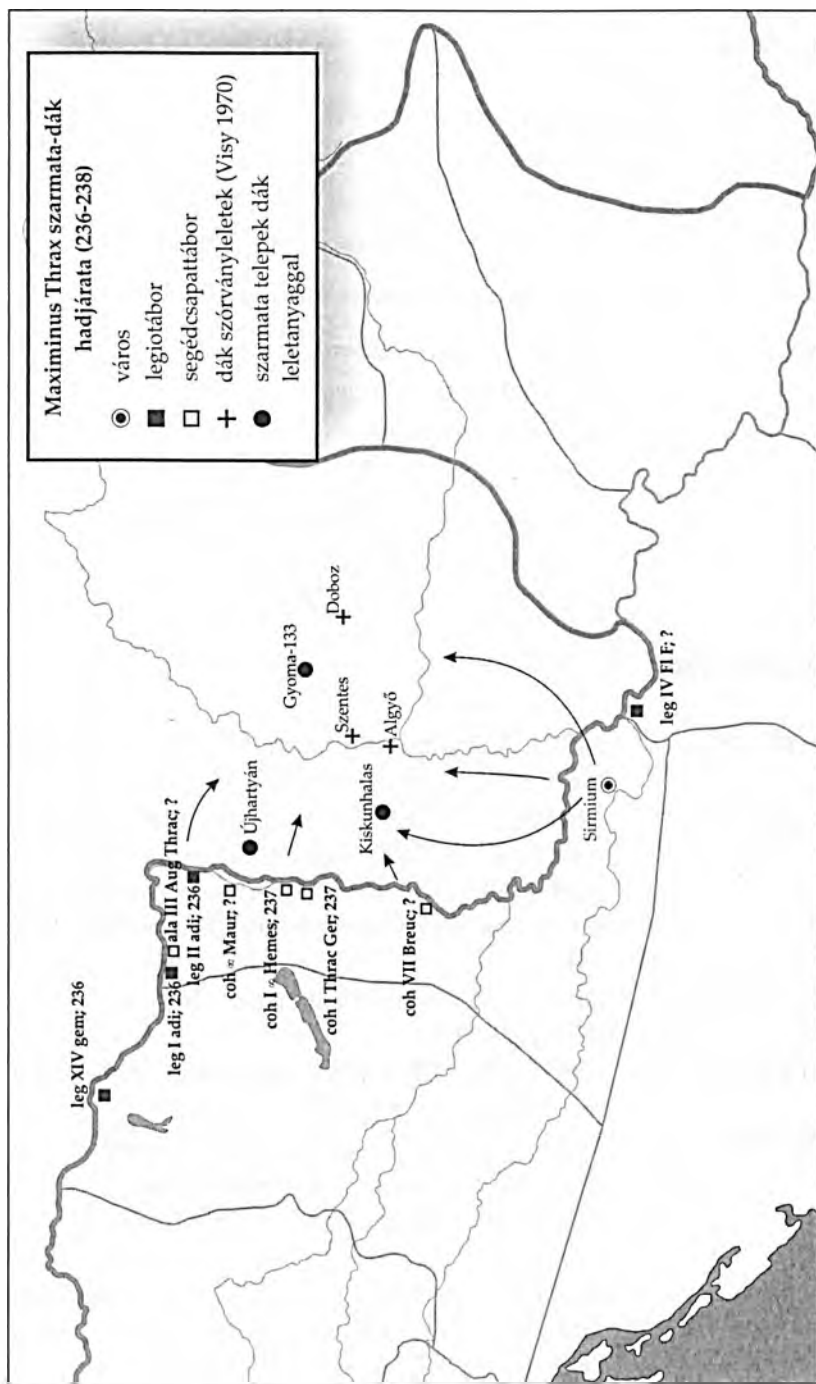 Maximinus Thrax szarmata-dák
hadjárata (236-238)
város
legiotábor
segédcsapattábor
dák szórványleletek (Visy 1970)
szarmata telepek dák
leletanyaggal
leg XIV gem; 236
leg I adi; 236
ala III Aug Thrac; ?
leg II adi; 236
coh ∞ Maur; ?
coh I ∞ Hemes; 237
coh I Thrac Ger; 237
coh VII Breuc; ?
Újhartyán
Kiskunhalas
Gyoma-133
Doboz
Szentes
Algyő
Sirmium
leg IV Fl F; ?